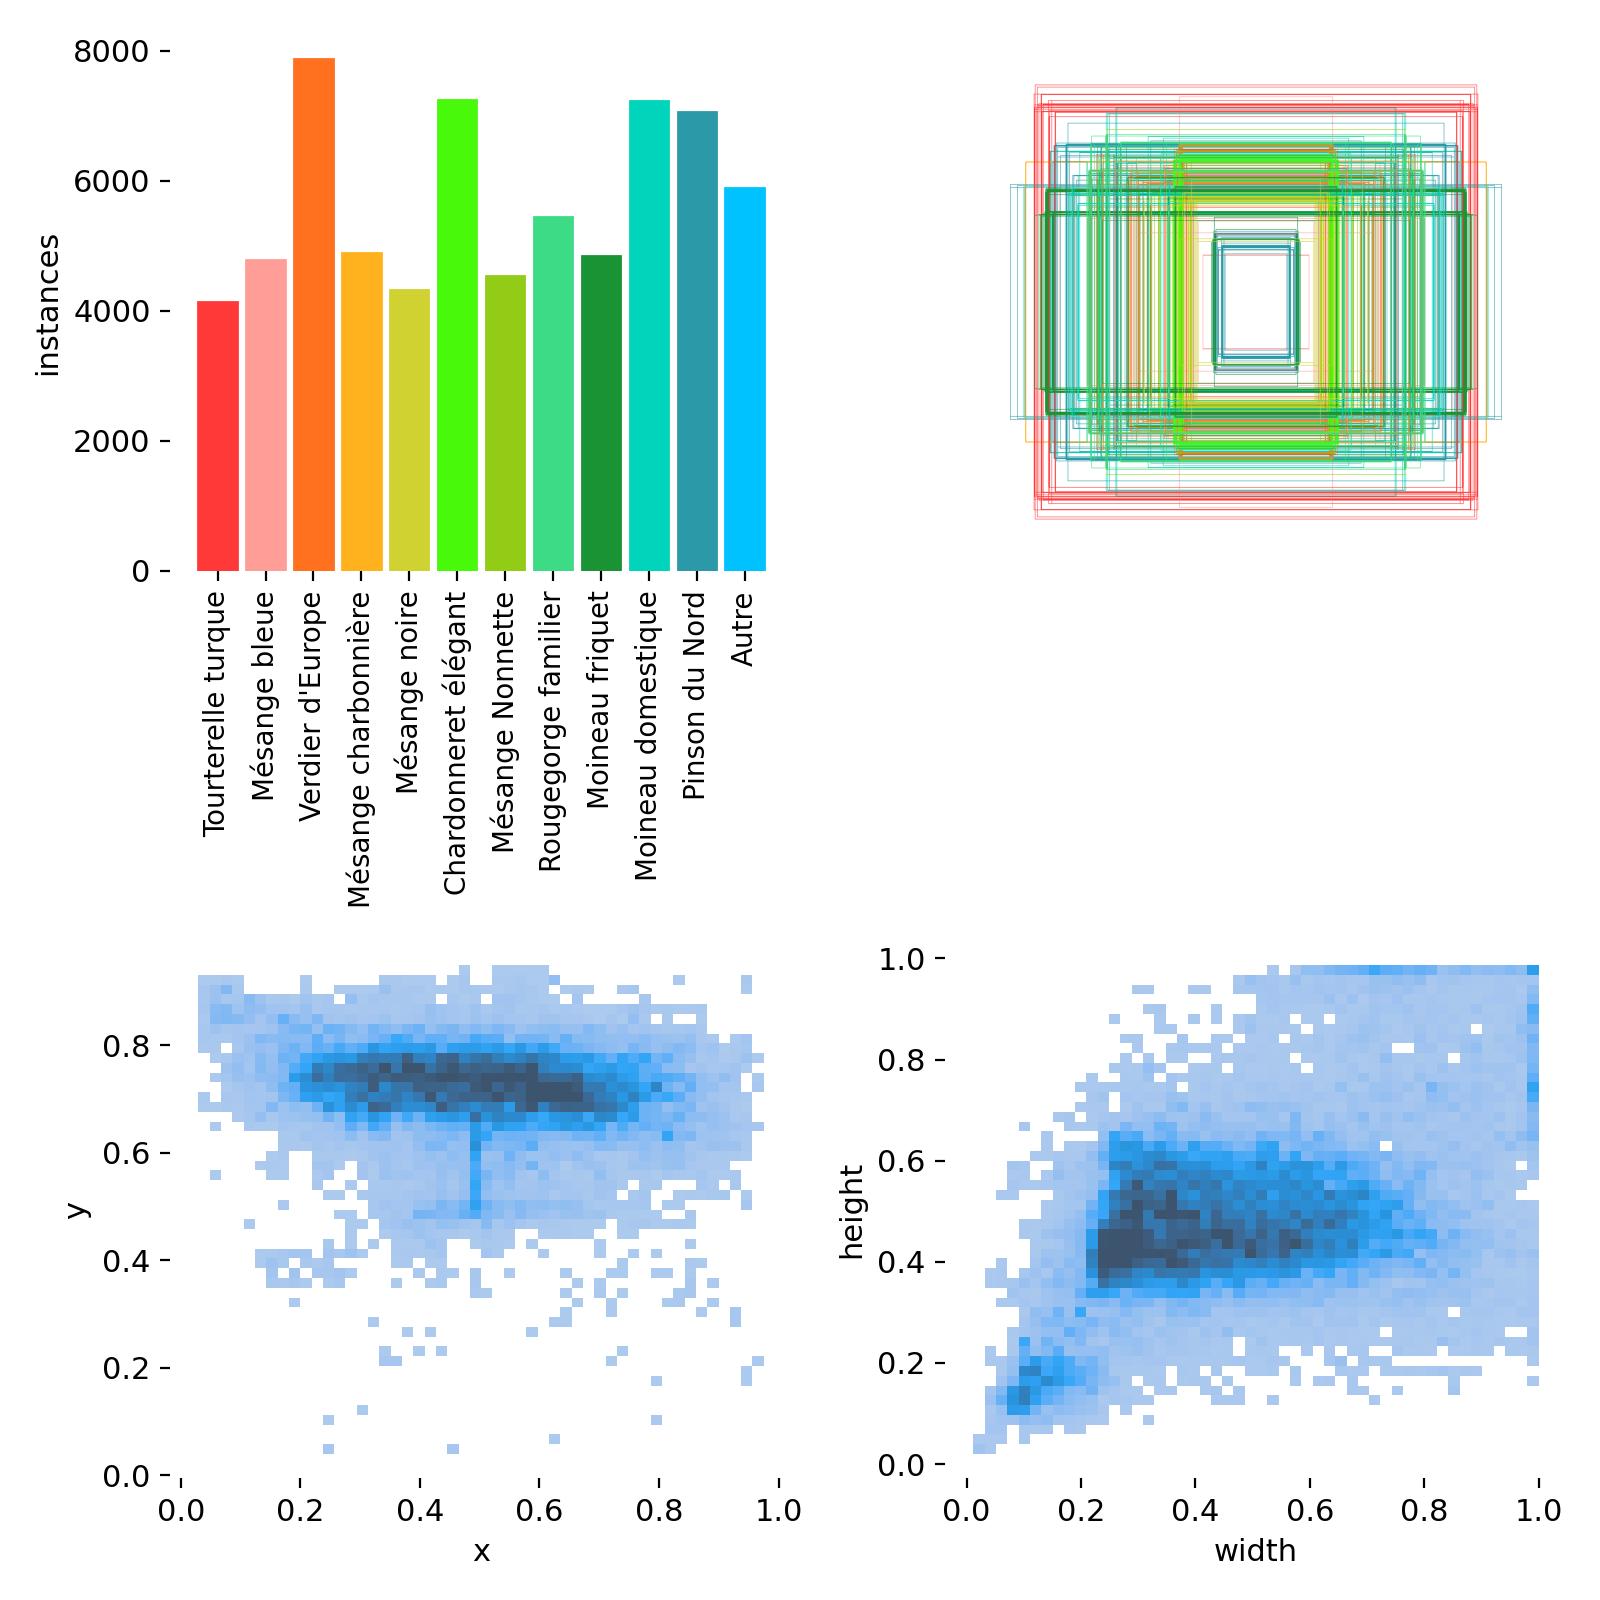 8000
6000
4000
2000
0
instances
Tourterelle turque
Mésange bleue
Verdier d'Europe
Mésange charbonnière
Mésange noire
Chardonneret élégant
Mésange Nonnette
Rougegorge familier
Moineau friquet
Moineau domestique
Pinson du Nord
Autre
0.8
0.6
0.4
0.2
0.0
y
0.0 0.2 0.4 0.6 0.8 1.0
x
1.0
0.8
0.6
0.4
0.2
0.0
height
0.0 0.2 0.4 0.6 0.8 1.0
width